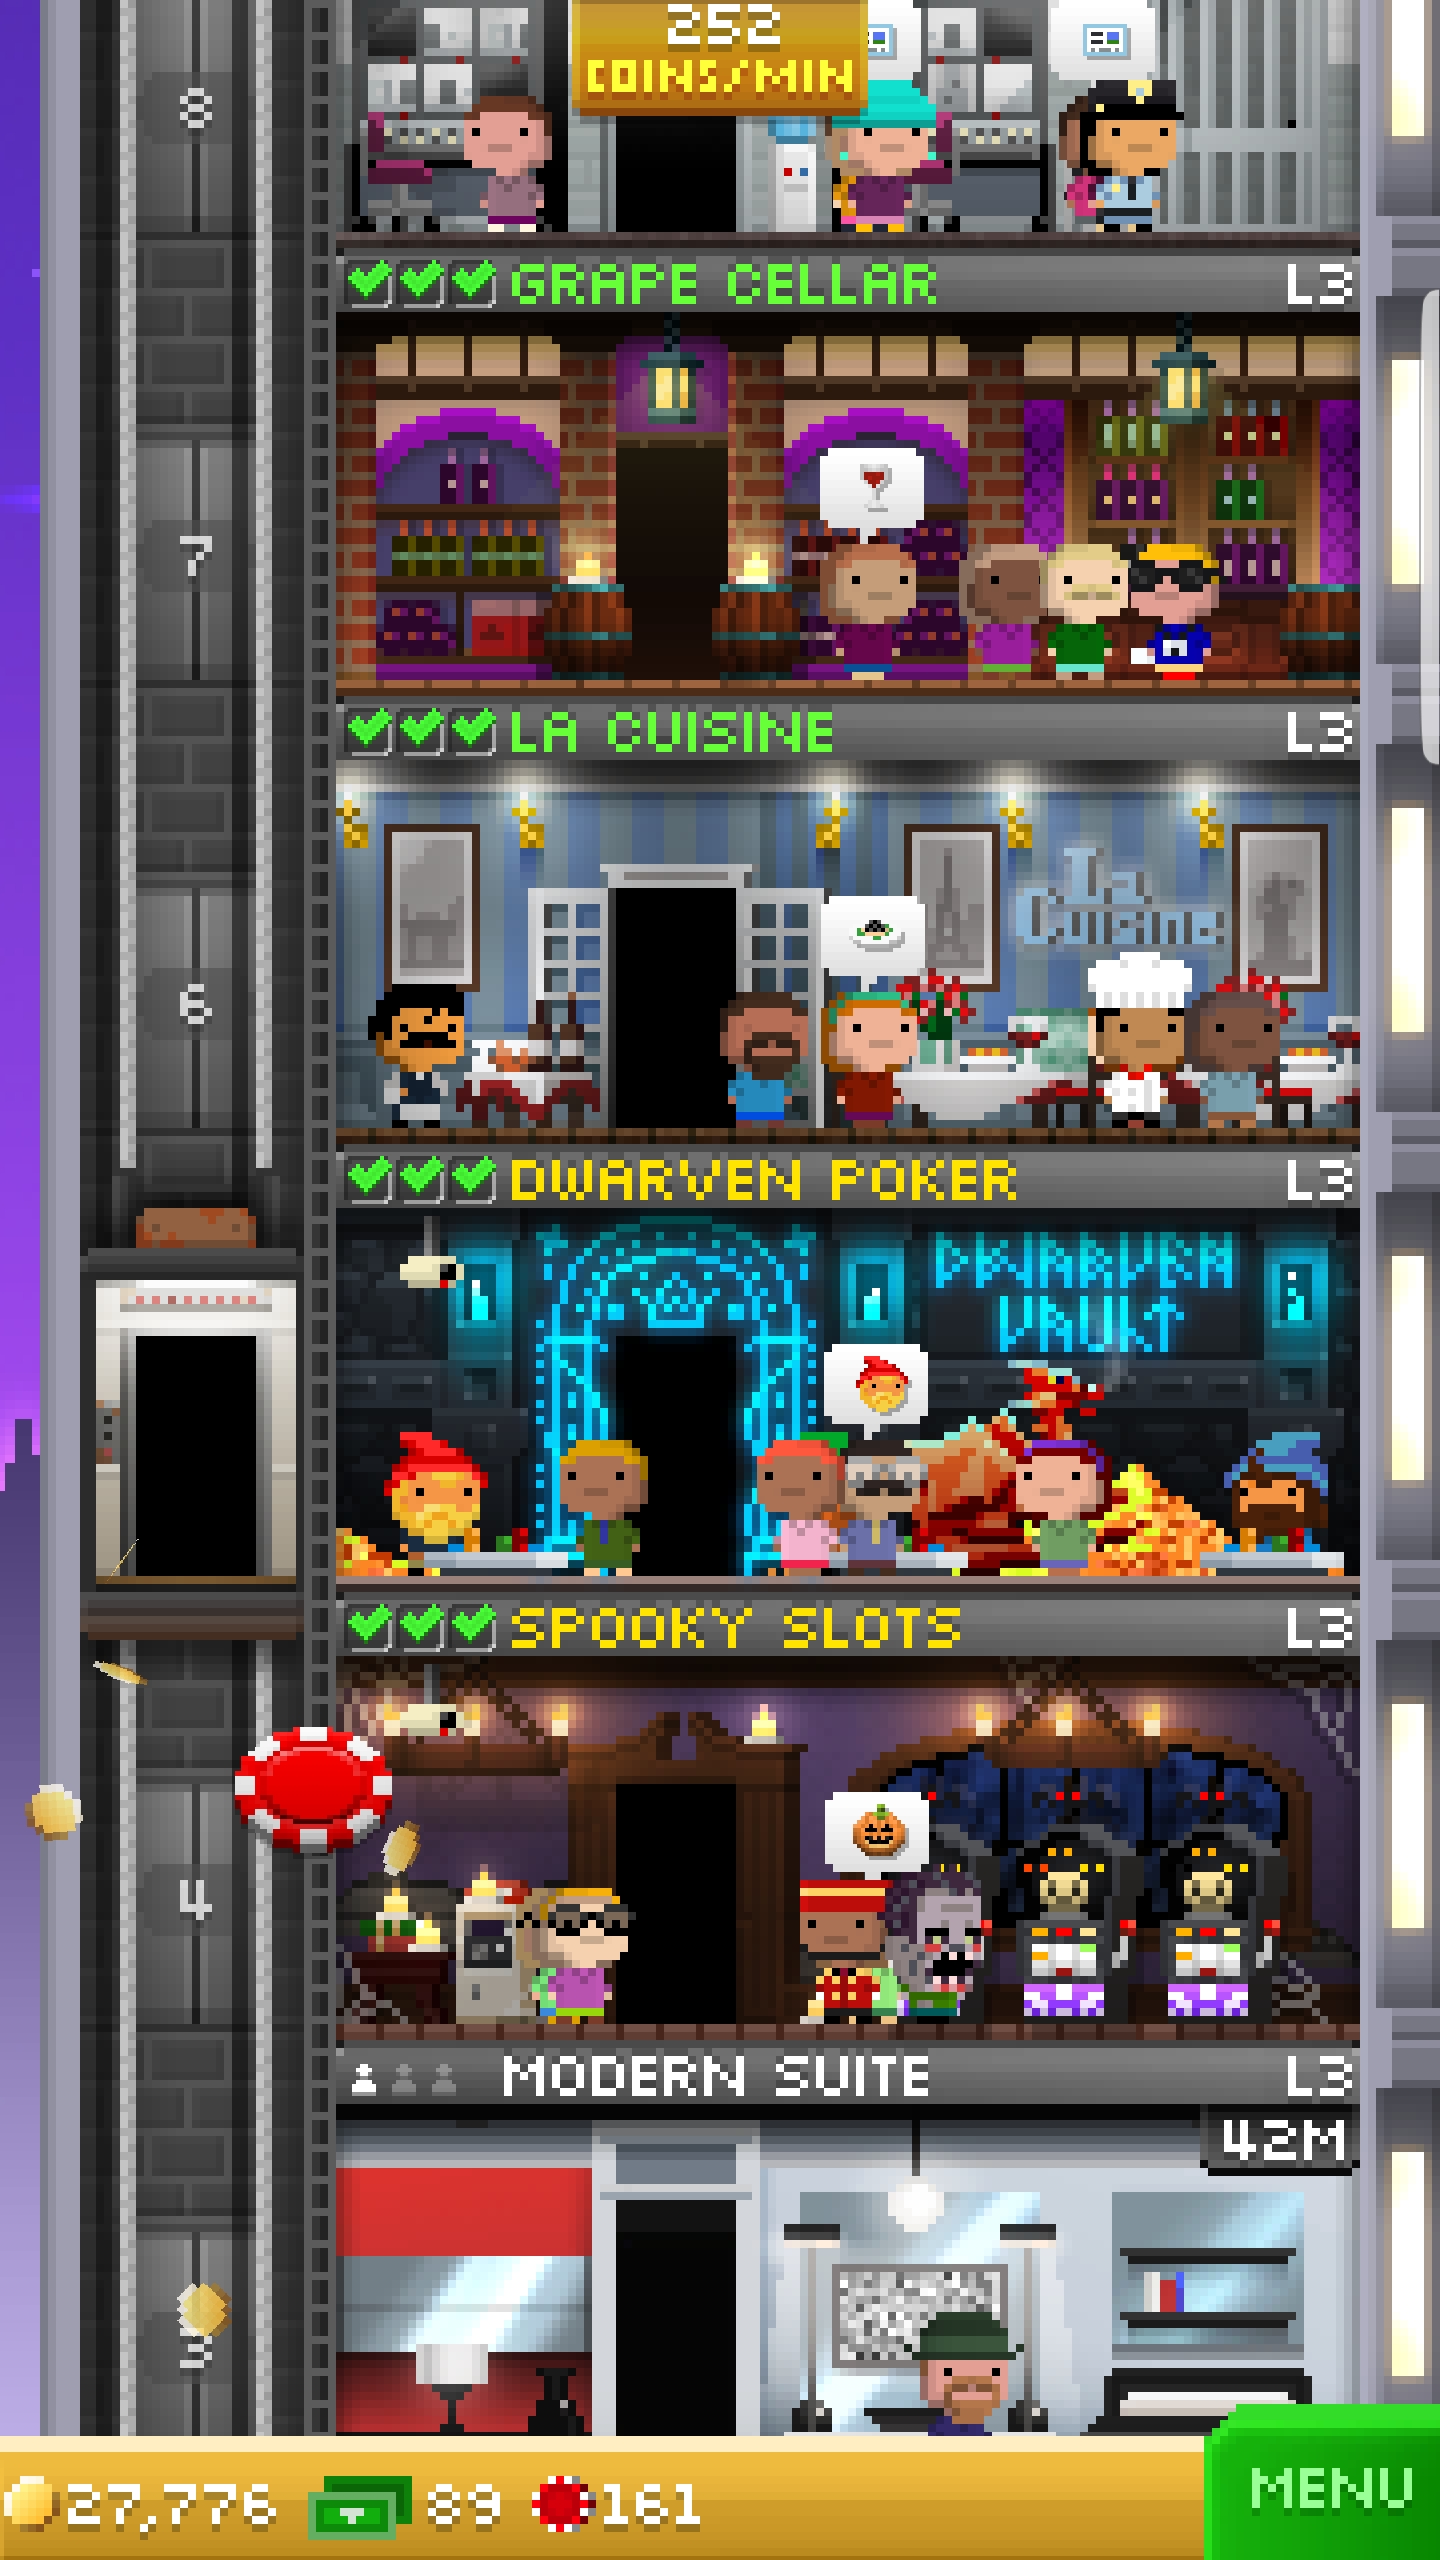 252
COINS/MIN
8
GRAPE CELLAR L3
7
LA CUISINE L3
La
Cuisine
6
DWARVEN POKER L3
DWARVEN
VAULT
SPOOKY SLOTS L3
4
MODERN SUITE L3
42M
3
27,776 89 161
MENU